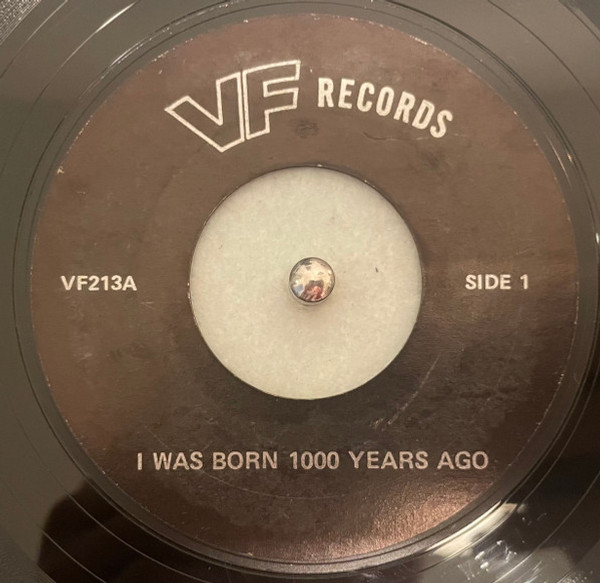 VF RECORDS
VF213A
SIDE 1
I WAS BORN 1000 YEARS AGO